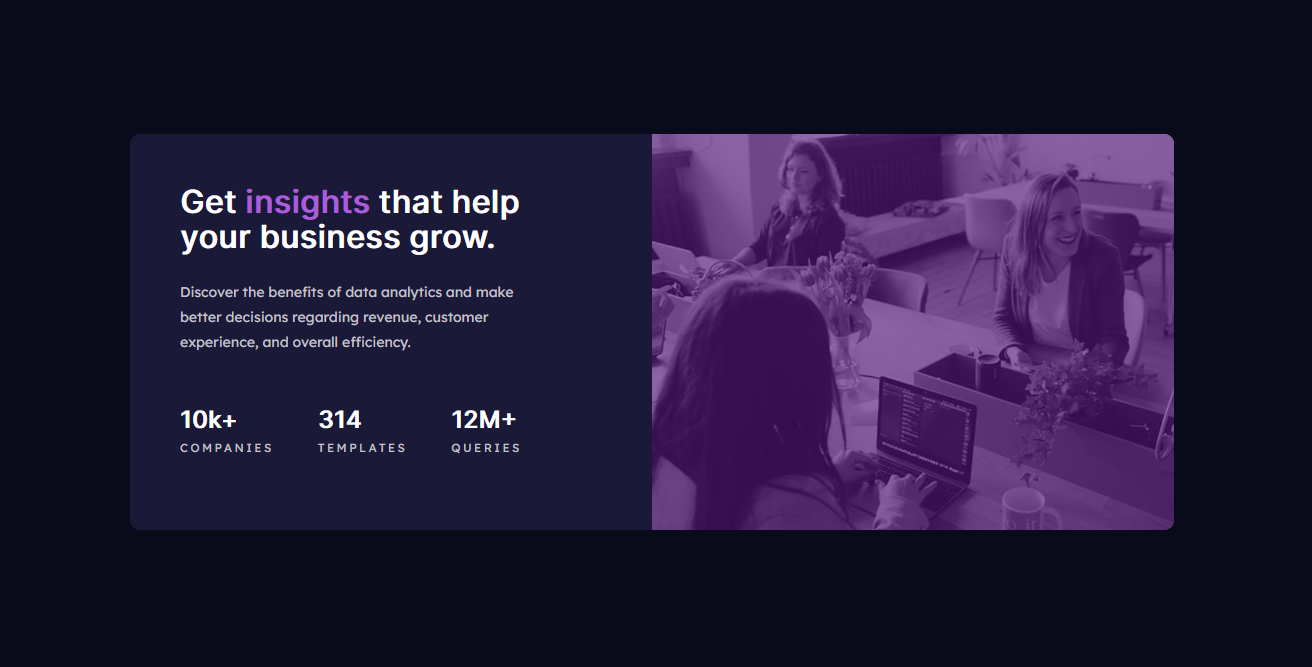 Get insights that help
your business grow.
Discover the benefits of data analytics and make
better decisions regarding revenue, customer
experience, and overall efficiency.
10k+ 314 12M+
COMPANIES TEMPLATES QUERIES